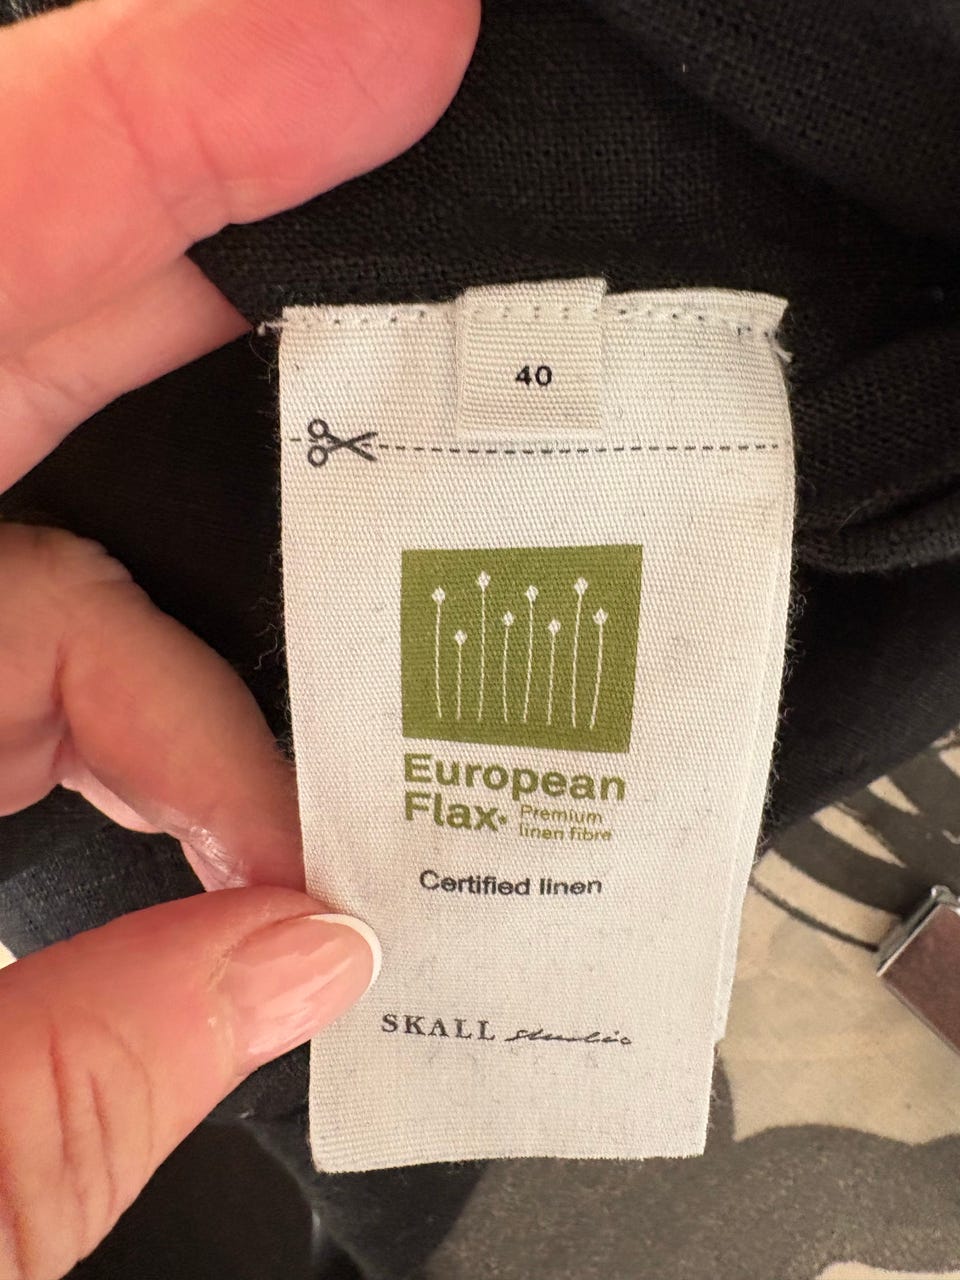 40
European
Flax®
Premium
linen fibre
Certified linen
SKALL studio